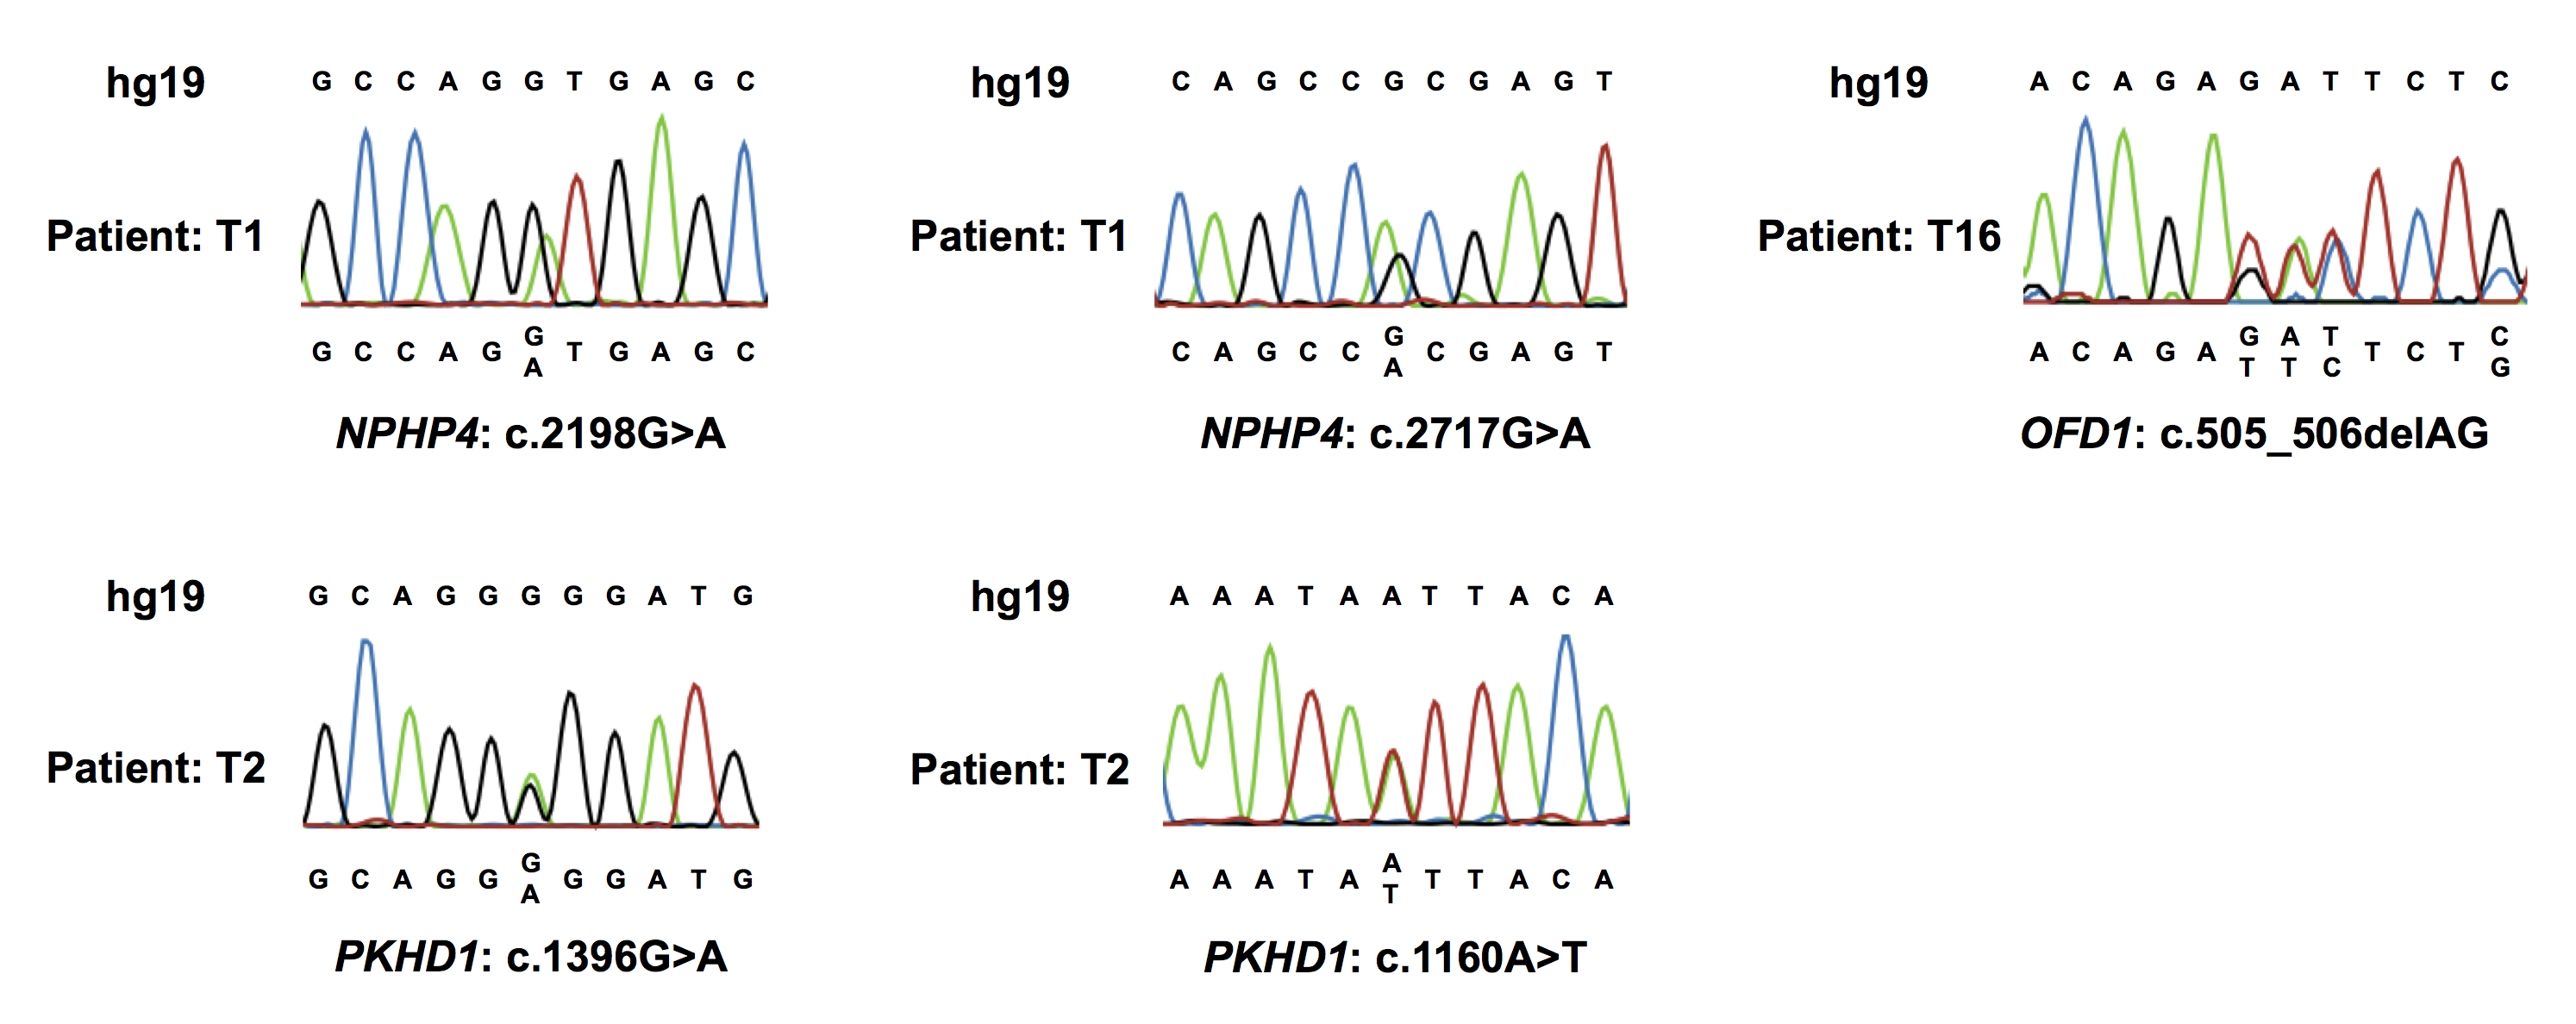 hg19 G C C A G G T G A G C
Patient: T1
G C C A G G T G A G C
A
NPHP4: c.2198G>A
hg19 C A G C C G C G A G T
Patient: T1
C A G C C G C G A G T
A
NPHP4: c.2717G>A
hg19 A C A G A G A T T C T C
Patient: T16
A C A G A G A T T C T C
T T C G
OFD1: c.505_506delAG
hg19 G C A G G G G G A T G
Patient: T2
G C A G G G G G A T G
A
PKHD1: c.1396G>A
hg19 A A A T A A T T A C A
Patient: T2
A A A T A A T T A C A
T
PKHD1: c.1160A>T